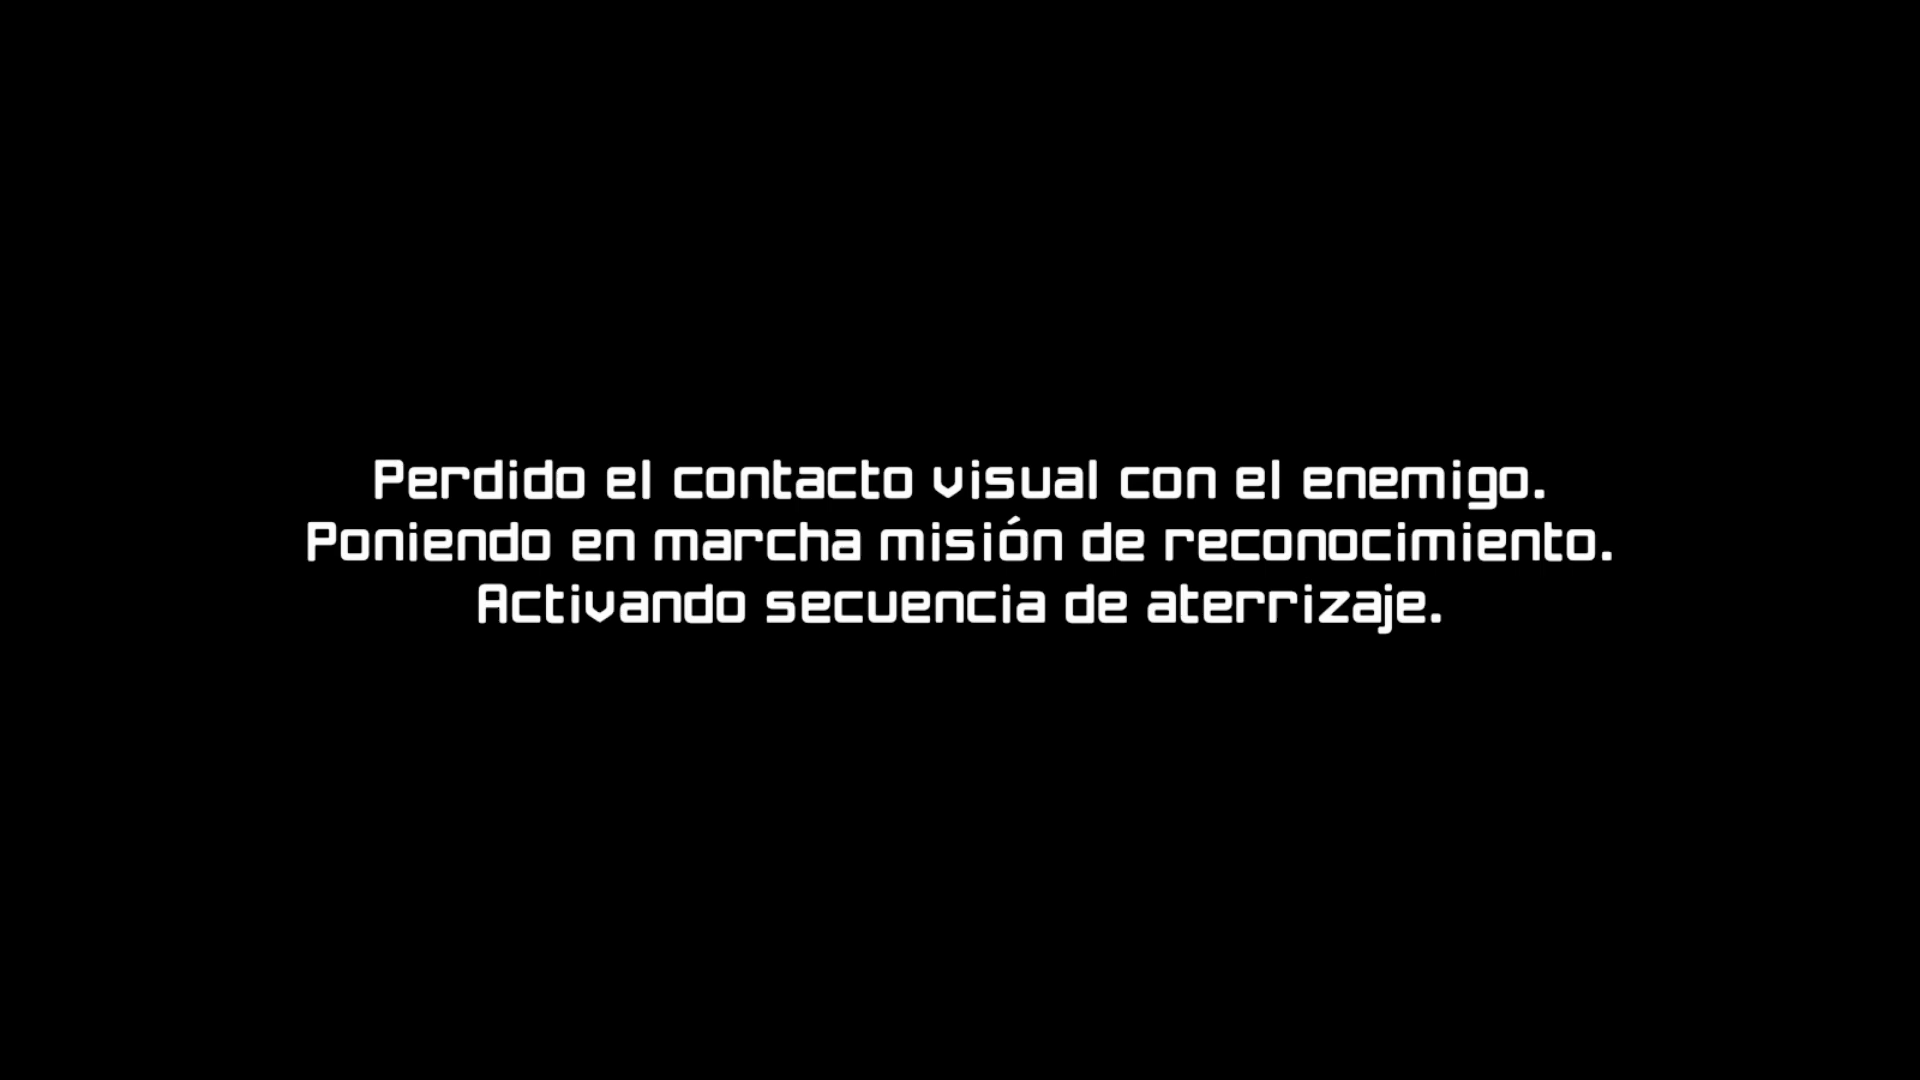 Perdido el contacto visual con el enemigo.
Poniendo en marcha misión de reconocimiento.
Activando secuencia de aterrizaje.